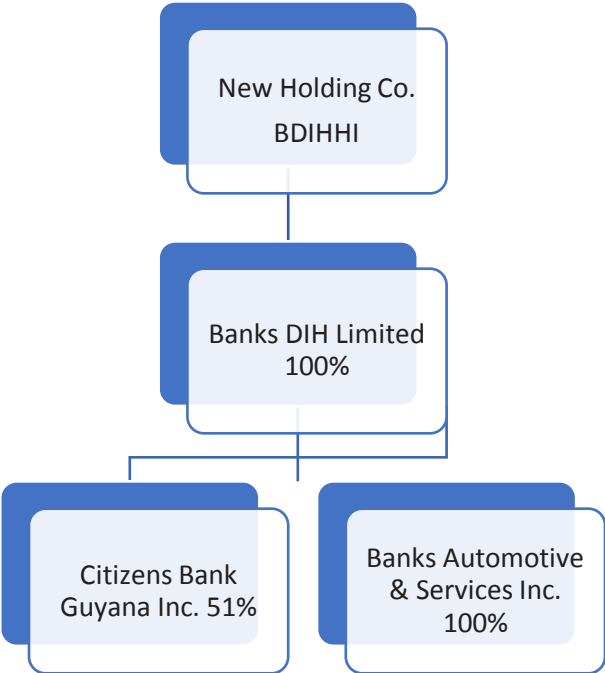 New Holding Co.
BDIHHI
Banks DIH Limited
100%
Citizens Bank
Guyana Inc. 51%
Banks Automotive
& Services Inc.
100%